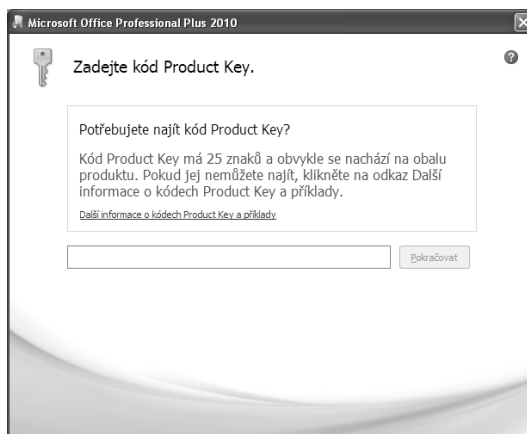 Microsoft Office Professional Plus 2010
Zadejte kód Product Key.
Potřebujete najít kód Product Key?
Kód Product Key má 25 znaků a obvykle se nachází na obalu
produktu. Pokud jej nemůžete najít, klikněte na odkaz Další
informace o kódech Product Key a příklady.
Další informace o kódech Product Key a příklady
Pokračovat